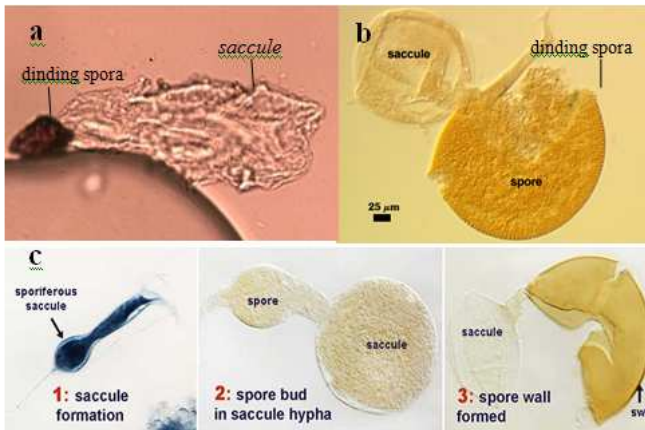 a
saccule
dinding spora
b
dinding spora
saccule
spore
25 µm
c
sporiferous
saccule
1: saccule
formation
spore
saccule
2: spore bud
in saccule hypha
saccule
3: spore wall
formed
sw